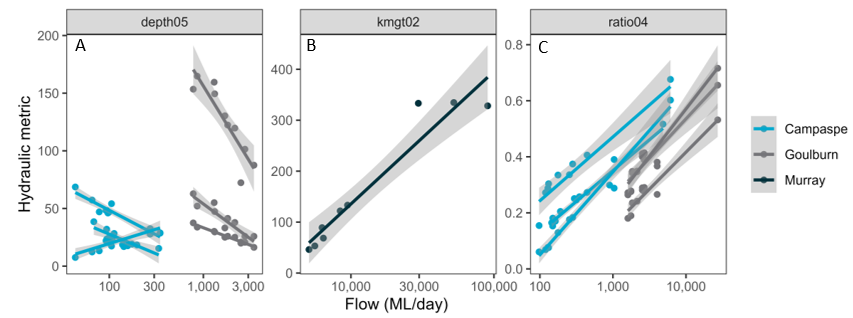 depth05
kmgt02
ratio04
A
B
C
Hydraulic metric
200
150
100
50
0
400
300
200
100
0
0.8
0.6
0.4
0.2
0.0
100 300 1,000 3,000
10,000 30,000 100,000
100 1,000 10,000
Flow (ML/day)
Campaspe
Goulburn
Murray